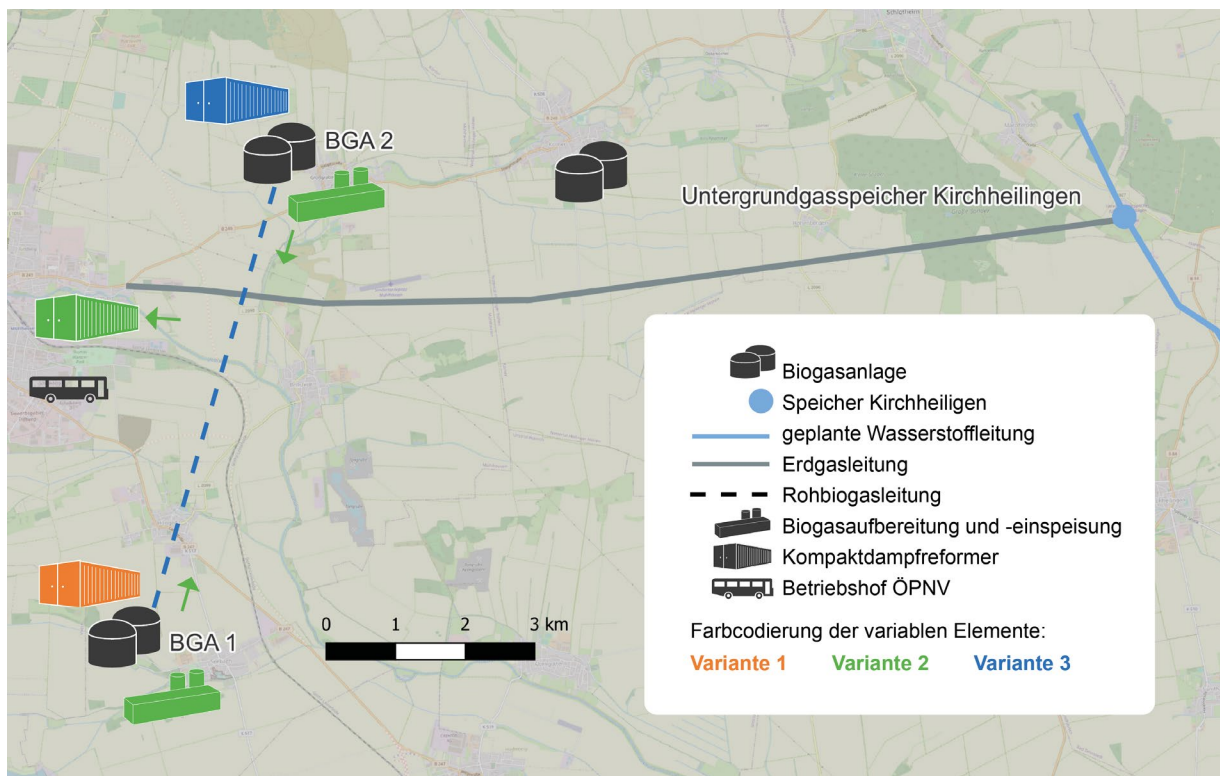 BGA 2
Untergrundgasspeicher Kirchheilingen
BGA 1
0 1 2 3 km
Biogasanlage
Speicher Kirchheiligen
geplante Wasserstoffleitung
Erdgasleitung
Rohbiogasleitung
Biogasaufbereitung und -einspeisung
Kompaktdampfreformer
Betriebshof ÖPNV
Farbcodierung der variablen Elemente:
Variante 1 Variante 2 Variante 3